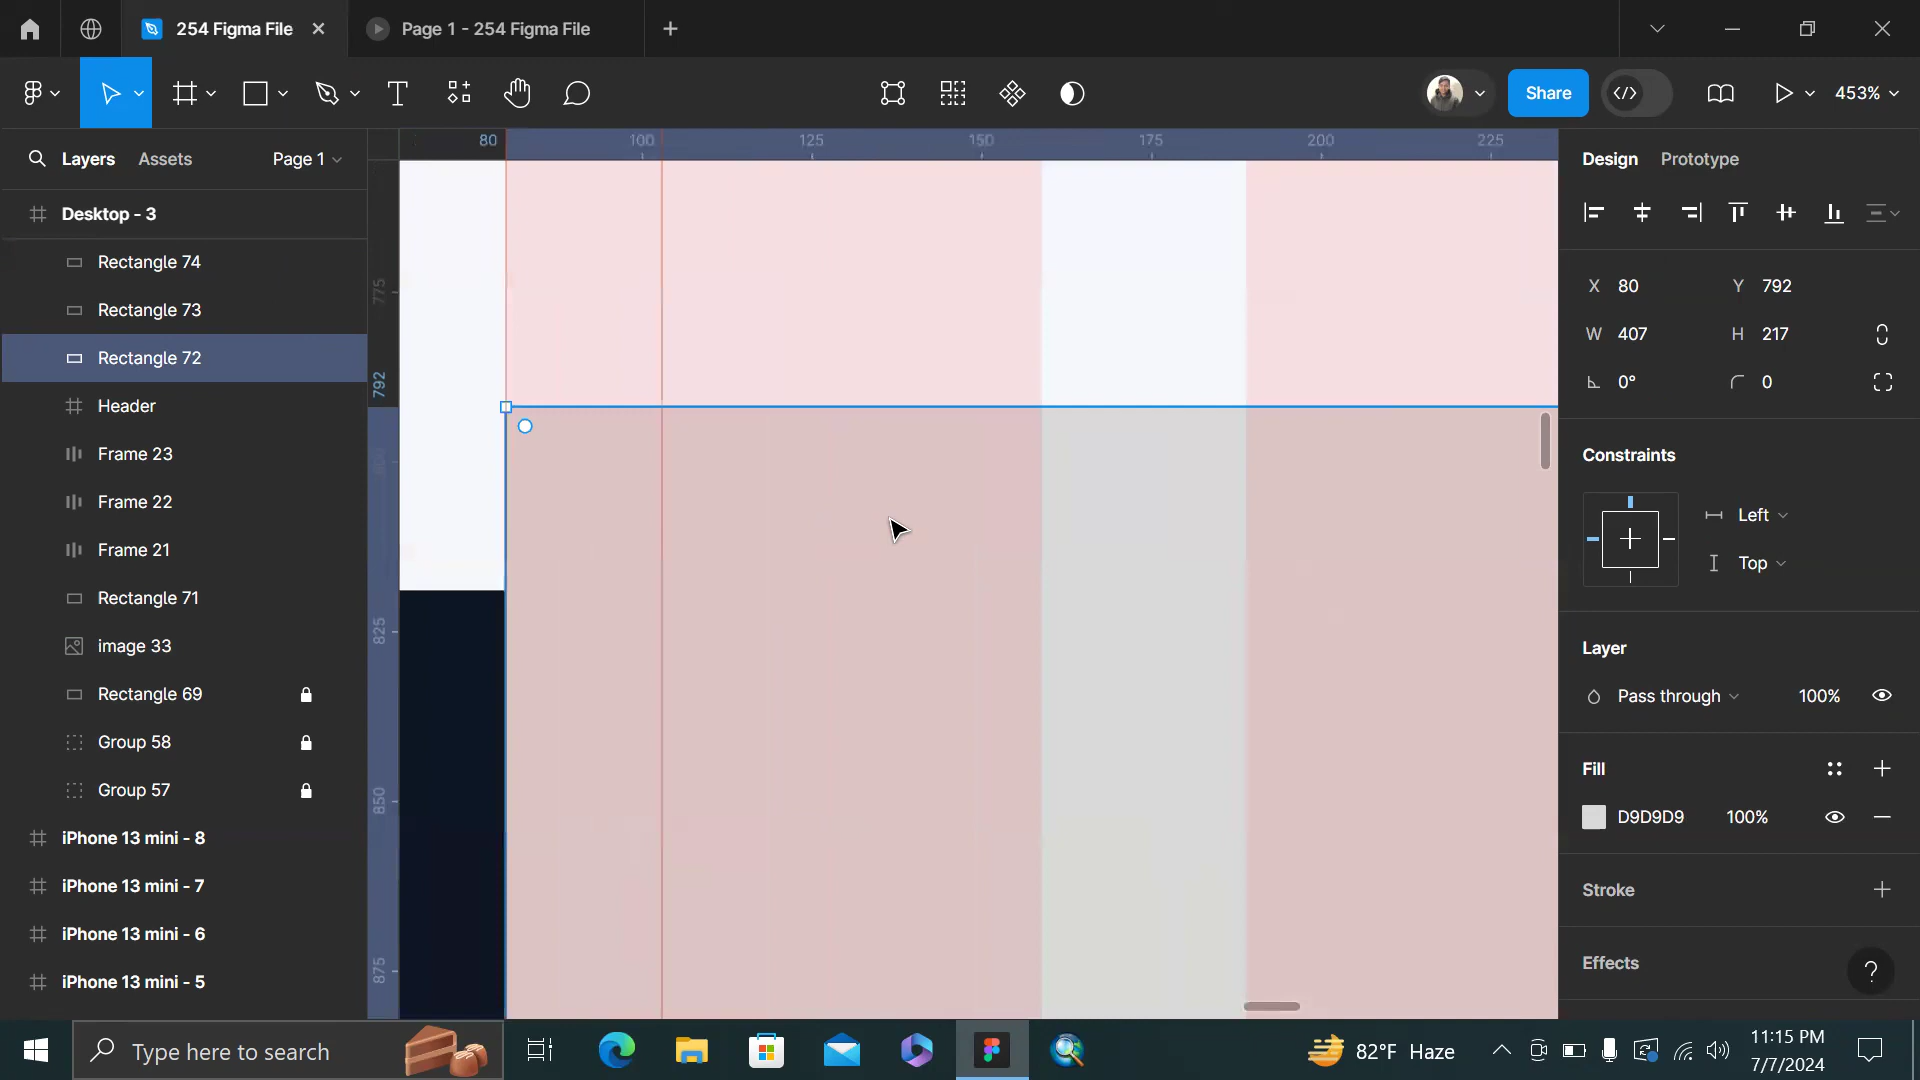 254 Figma File
Page 1 - 254 Figma File
Share
453%
Layers
Assets
Page 1
Desktop - 3
Rectangle 74
Rectangle 73
Rectangle 72
Header
Frame 23
Frame 22
Frame 21
Rectangle 71
image 33
Rectangle 69
Group 58
Group 57
iPhone 13 mini - 8
iPhone 13 mini - 7
iPhone 13 mini - 6
iPhone 13 mini - 5
80 100 125 150 175 200 225
775
792
825
850
875
Design
Prototype
X 80 Y 792
W 407 H 217
0° 0
Constraints
Left
Top
Layer
Pass through 100%
Fill
D9D9D9 100%
Stroke
Effects
?
Type here to search
82°F Haze
11:15 PM
7/7/2024